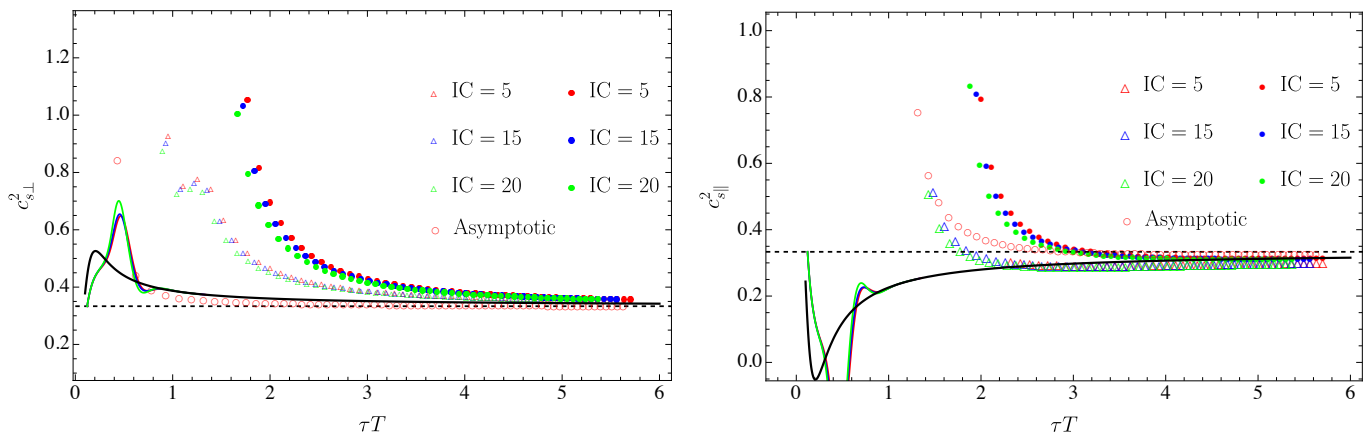 1.2
1.0
0.8
0.6
0.4
0.2
c²ₛ⊥
IC = 5
IC = 15
IC = 20
IC = 5
IC = 15
IC = 20
Asymptotic
0 1 2 3 4 5 6
τT
1.0
0.8
0.6
0.4
0.2
0.0
c²ₛ∥
IC = 5
IC = 15
IC = 20
IC = 5
IC = 15
IC = 20
Asymptotic
0 1 2 3 4 5 6
τT